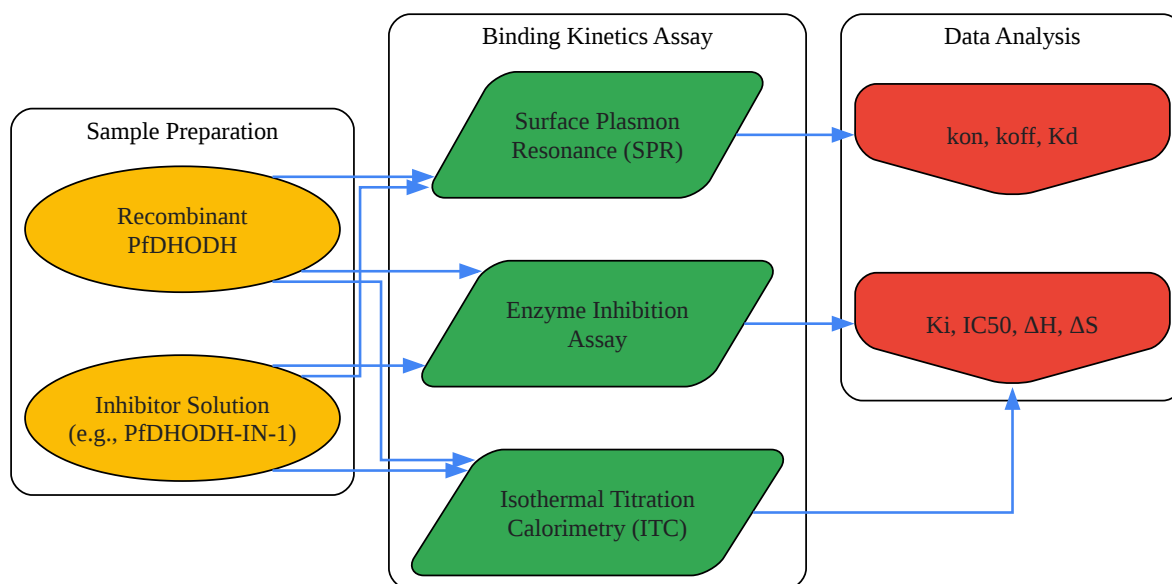 Sample Preparation
Recombinant
PfDHODH
Inhibitor Solution
(e.g., PfDHODH-IN-1)
Binding Kinetics Assay
Surface Plasmon
Resonance (SPR)
Enzyme Inhibition
Assay
Isothermal Titration
Calorimetry (ITC)
Data Analysis
kon, koff, Kd
Ki, IC50, ΔH, ΔS